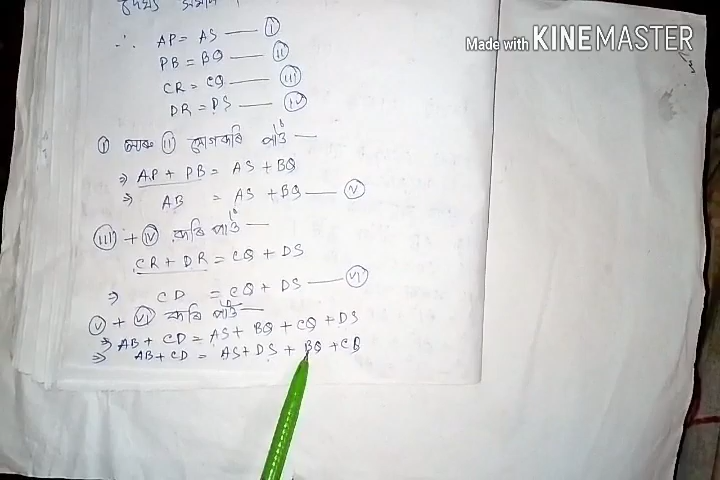 ∴ AP = AS — (i)
PB = BQ — (ii)
CR = CQ — (iii)
DR = DS — (iv)
Made with KINEMASTER
(i) আৰু (ii) যোগকৰি পাওঁ —
⇒ AP + PB = AS + BQ
⇒ AB = AS + BQ — (v)
(iii) + (iv) কৰি পাওঁ —
CR + DR = CQ + DS
⇒ CD = CQ + DS — (vi)
(v) + (vi) কৰি পাওঁ —
⇒ AB + CD = AS + BQ + CQ + DS
⇒ AB + CD = AS + DS + BQ + CQ